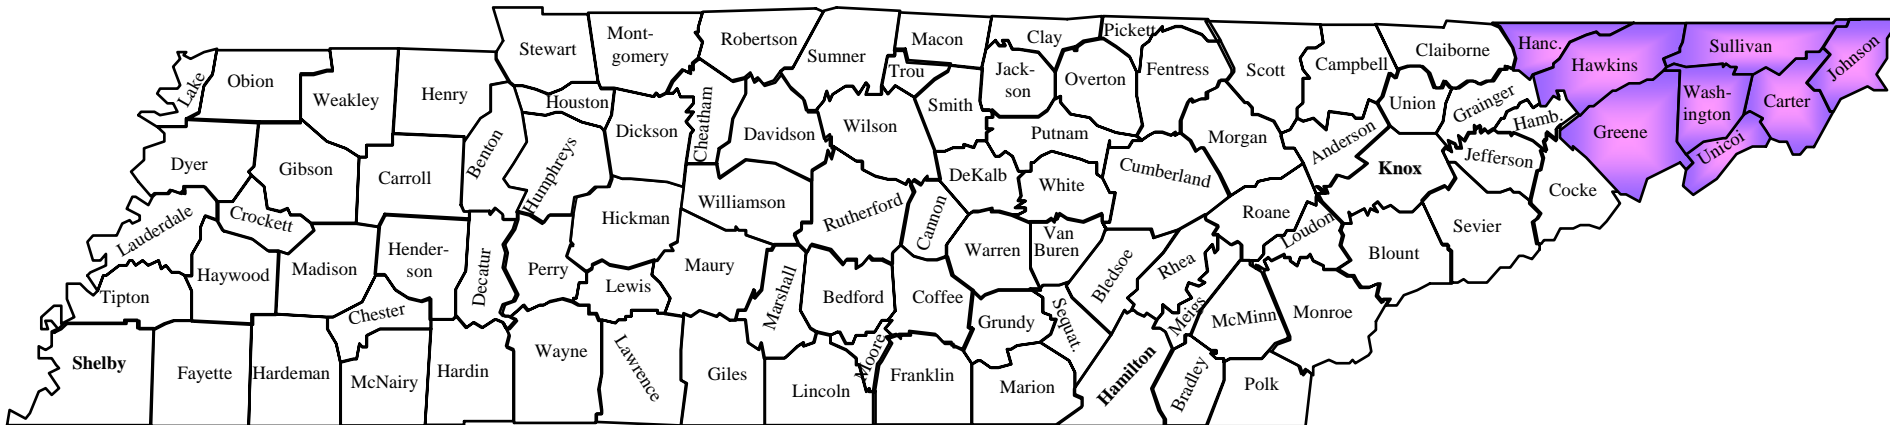 Lake
Obion
Weakley
Henry
Stewart
Mont-
gomery
Robertson
Sumner
Macon
Trou
Clay
Pickett
Jack-
son
Overton
Fentress
Scott
Campbell
Claiborne
Hanc.
Hawkins
Sullivan
Johnson
Houston
Dickson
Cheatham
Davidson
Wilson
Smith
Putnam
Morgan
Anderson
Union
Grainger
Hamb.
Greene
Wash-
ington
Carter
Unicoi
Dyer
Gibson
Carroll
Benton
Humphreys
Hickman
Williamson
Rutherford
Cannon
DeKalb
White
Cumberland
Roane
Loudon
Knox
Jefferson
Cocke
Sevier
Blount
Lauderdale
Crockett
Haywood
Madison
Hender-
son
Decatur
Perry
Lewis
Maury
Marshall
Bedford
Coffee
Warren
Van
Buren
Bledsoe
Rhea
Meigs
McMinn
Monroe
Tipton
Chester
Grundy
Sequat.
Shelby
Fayette
Hardeman
McNairy
Hardin
Wayne
Lawrence
Giles
Lincoln
Moore
Franklin
Marion
Hamilton
Bradley
Polk